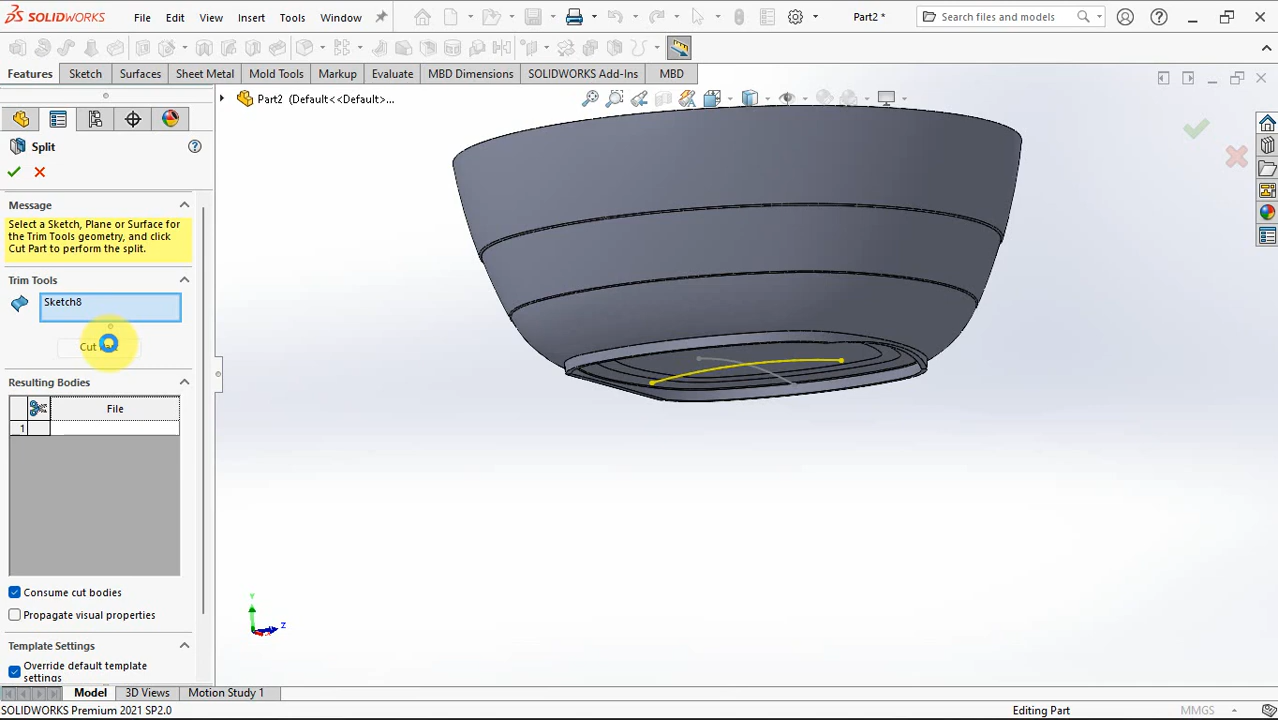 SOLIDWORKS
File Edit View Insert Tools Window
Part2 *
Search files and models
Features Sketch Surfaces Sheet Metal Mold Tools Markup Evaluate MBD Dimensions SOLIDWORKS Add-Ins MBD
Part2 (Default<<Default>...
Split
Message
Select a Sketch, Plane or Surface for
the Trim Tools geometry, and click
Cut Part to perform the split.
Trim Tools
Sketch8
Resulting Bodies
File
1
Consume cut bodies
Propagate visual properties
Template Settings
Override default template
settings
Y
Z
Model 3D Views Motion Study 1
SOLIDWORKS Premium 2021 SP2.0
Editing Part
MMGS